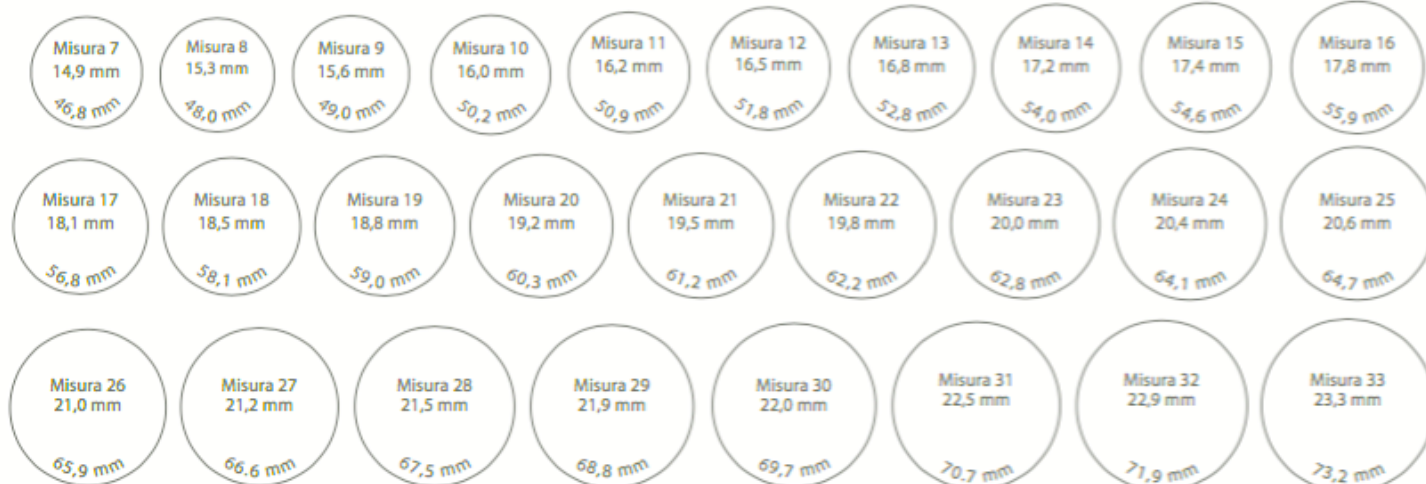 Misura 7
14,9 mm
46,8 mm
Misura 8
15,3 mm
48,0 mm
Misura 9
15,6 mm
49,0 mm
Misura 10
16,0 mm
50,2 mm
Misura 11
16,2 mm
50,9 mm
Misura 12
16,5 mm
51,8 mm
Misura 13
16,8 mm
52,8 mm
Misura 14
17,2 mm
54,0 mm
Misura 15
17,4 mm
54,6 mm
Misura 16
17,8 mm
55,9 mm
Misura 17
18,1 mm
56,8 mm
Misura 18
18,5 mm
58,1 mm
Misura 19
18,8 mm
59,0 mm
Misura 20
19,2 mm
60,3 mm
Misura 21
19,5 mm
61,2 mm
Misura 22
19,8 mm
62,2 mm
Misura 23
20,0 mm
62,8 mm
Misura 24
20,4 mm
64,1 mm
Misura 25
20,6 mm
64,7 mm
Misura 26
21,0 mm
65,9 mm
Misura 27
21,2 mm
66.6 mm
Misura 28
21,5 mm
67,5 mm
Misura 29
21,9 mm
68,8 mm
Misura 30
22,0 mm
69,7 mm
Misura 31
22,5 mm
70.7 mm
Misura 32
22,9 mm
71,9 mm
Misura 33
23,3 mm
73,2 mm